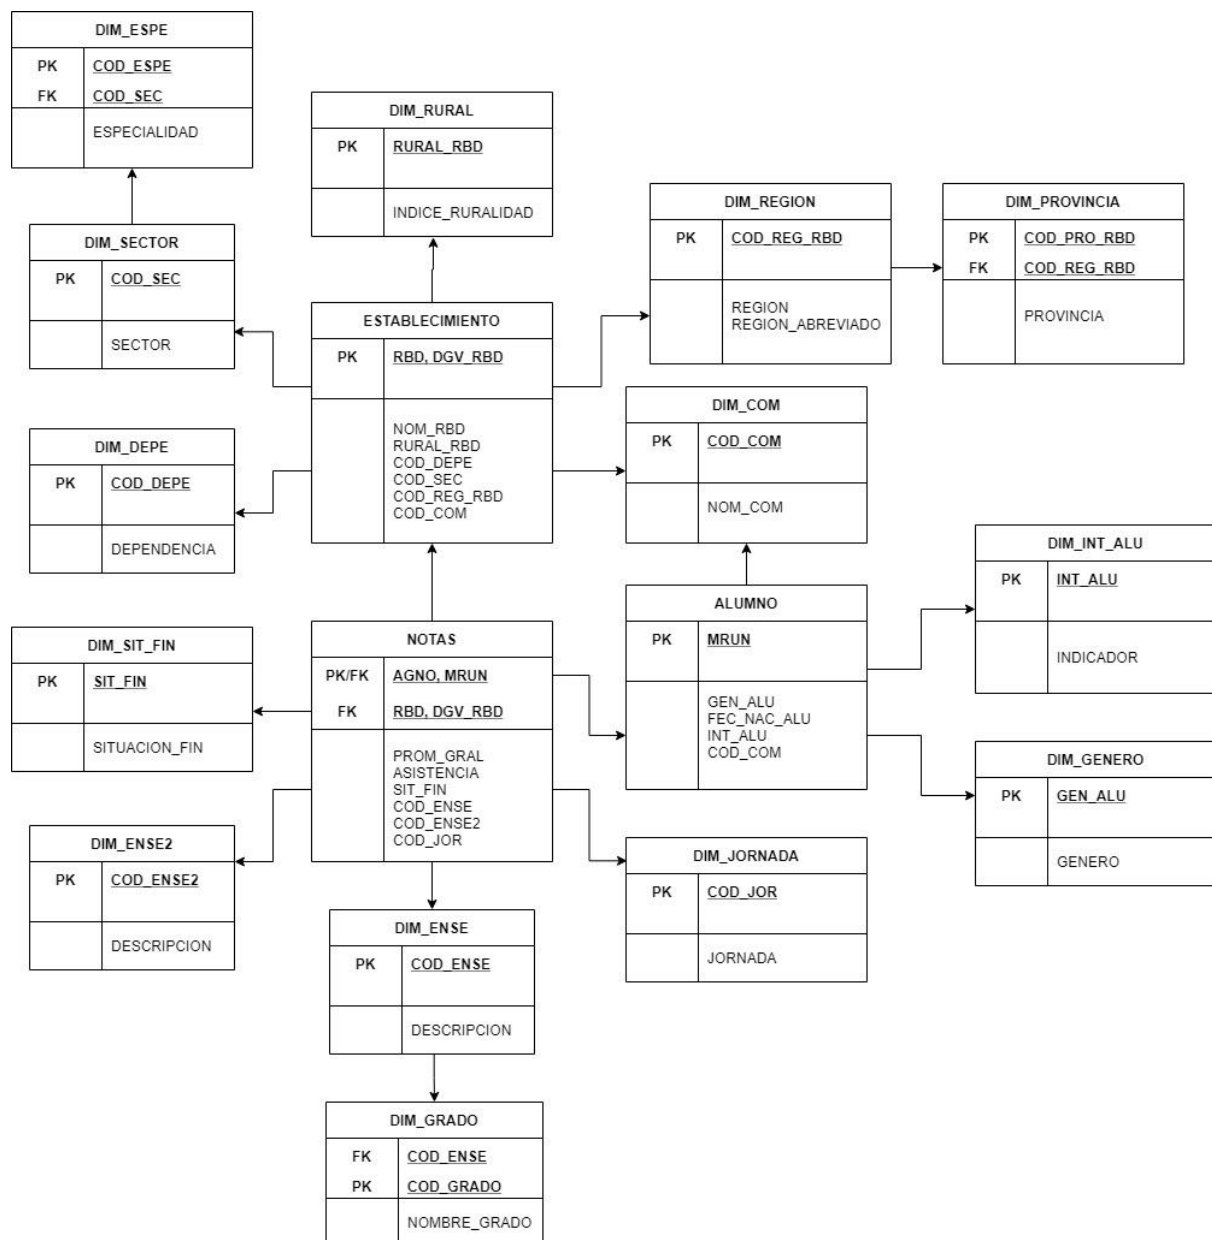 DIM_ESPE
PK COD_ESPE
FK COD_SEC
ESPECIALIDAD
DIM_RURAL
PK RURAL_RBD
INDICE_RURALIDAD
DIM_REGION
PK COD_REG_RBD
REGION
REGION_ABREVIADO
DIM_PROVINCIA
PK COD_PRO_RBD
FK COD_REG_RBD
PROVINCIA
DIM_SECTOR
PK COD_SEC
SECTOR
ESTABLECIMIENTO
PK RBD, DGV_RBD
NOM_RBD
RURAL_RBD
COD_DEPE
COD_SEC
COD_REG_RBD
COD_COM
DIM_COM
PK COD_COM
NOM_COM
DIM_DEPE
PK COD_DEPE
DEPENDENCIA
DIM_INT_ALU
PK INT_ALU
INDICADOR
ALUMNO
PK MRUN
GEN_ALU
FEC_NAC_ALU
INT_ALU
COD_COM
NOTAS
PK/FK AGNO, MRUN
FK RBD, DGV_RBD
PROM_GRAL
ASISTENCIA
SIT_FIN
COD_ENSE
COD_ENSE2
COD_JOR
DIM_SIT_FIN
PK SIT_FIN
SITUACION_FIN
DIM_GENERO
PK GEN_ALU
GENERO
DIM_ENSE2
PK COD_ENSE2
DESCRIPCION
DIM_JORNADA
PK COD_JOR
JORNADA
DIM_ENSE
PK COD_ENSE
DESCRIPCION
DIM_GRADO
FK COD_ENSE
PK COD_GRADO
NOMBRE_GRADO